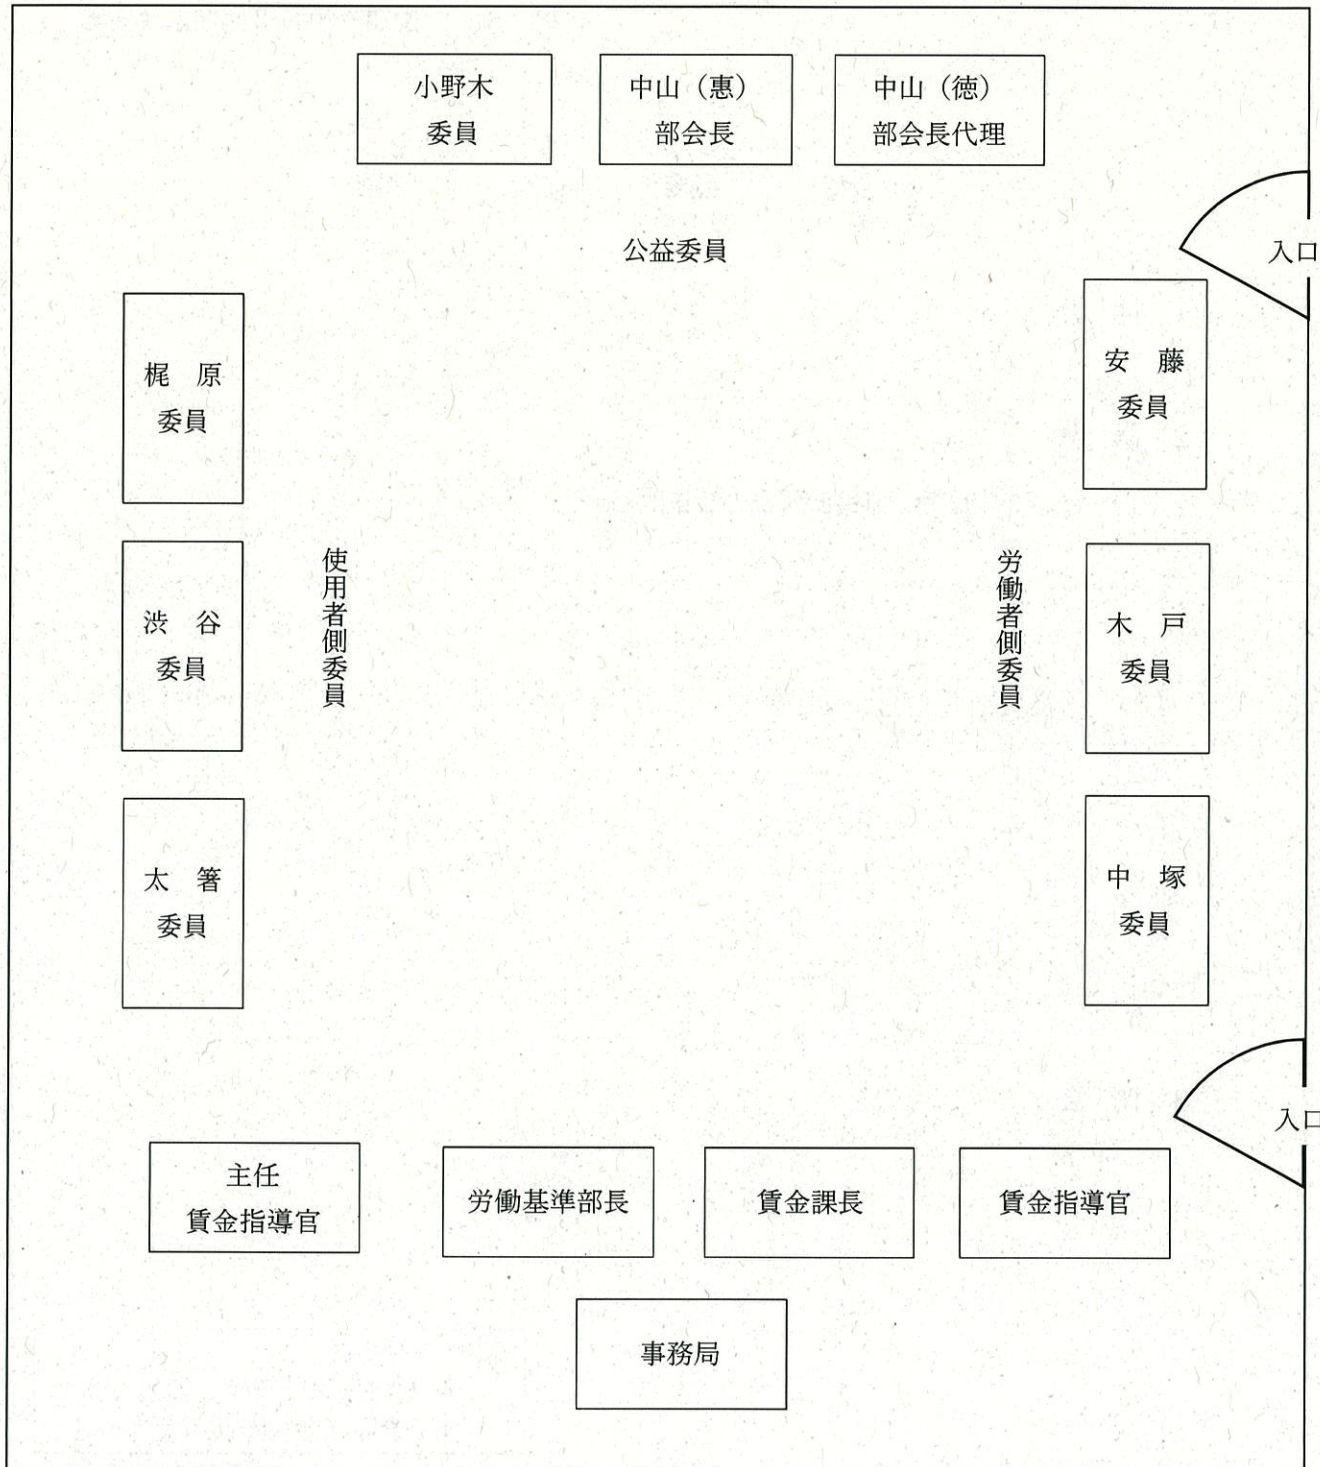 小野木
委員
中山（惠）
部会長
中山（徳）
部会長代理
公益委員
入口
梶　原
委員
渋　谷
委員
太　箸
委員
使用者側委員
労働者側委員
安　藤
委員
木　戸
委員
中　塚
委員
入口
主任
賃金指導官
労働基準部長
賃金課長
賃金指導官
事務局